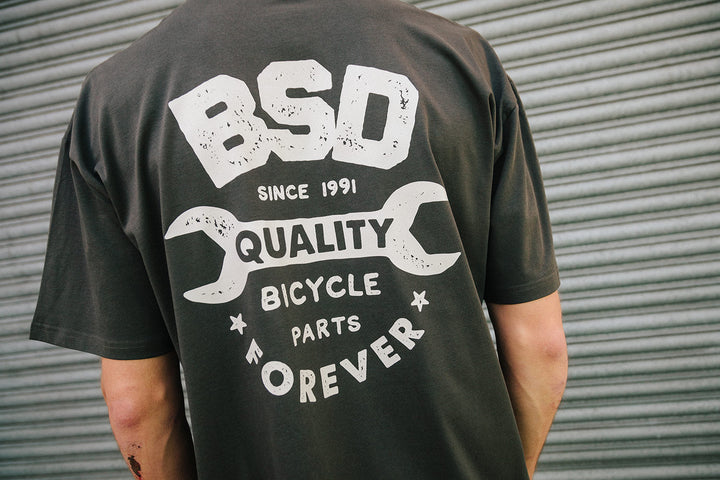 BSD
SINCE 1991
QUALITY
BICYCLE
PARTS
FOREVER